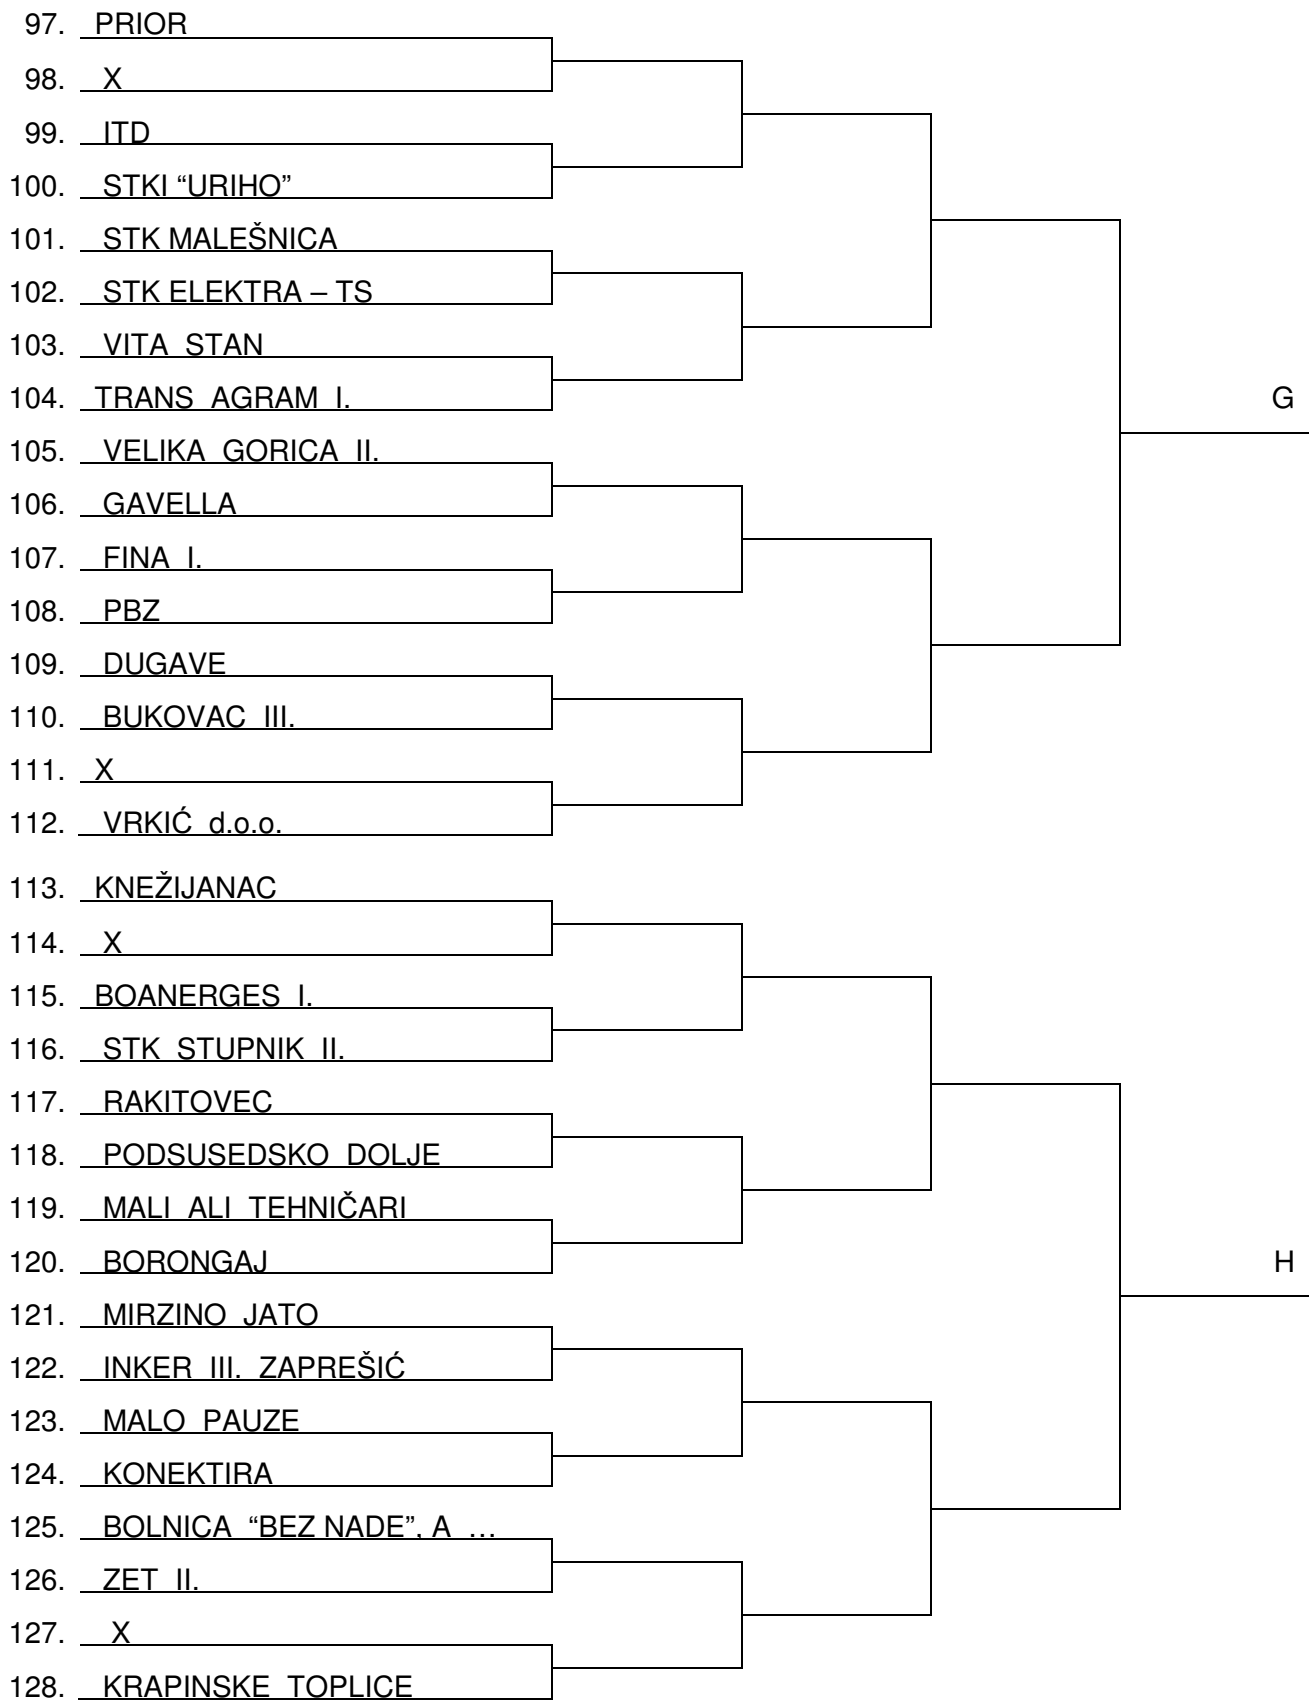 97. PRIOR
98. X
99. ITD
100. STKI “URIHO”
101. STK MALEŠNICA
102. STK ELEKTRA – TS
103. VITA STAN
104. TRANS AGRAM I.
G
105. VELIKA GORICA II.
106. GAVELLA
107. FINA I.
108. PBZ
109. DUGAVE
110. BUKOVAC III.
111. X
112. VRKIĆ d.o.o.
113. KNEŽIJANAC
114. X
115. BOANERGES I.
116. STK STUPNIK II.
117. RAKITOVEC
118. PODSUSEDSKO DOLJE
119. MALI ALI TEHNIČARI
120. BORONGAJ
H
121. MIRZINO JATO
122. INKER III. ZAPREŠIĆ
123. MALO PAUZE
124. KONEKTIRA
125. BOLNICA “BEZ NADE”, A …
126. ZET II.
127. X
128. KRAPINSKE TOPLICE